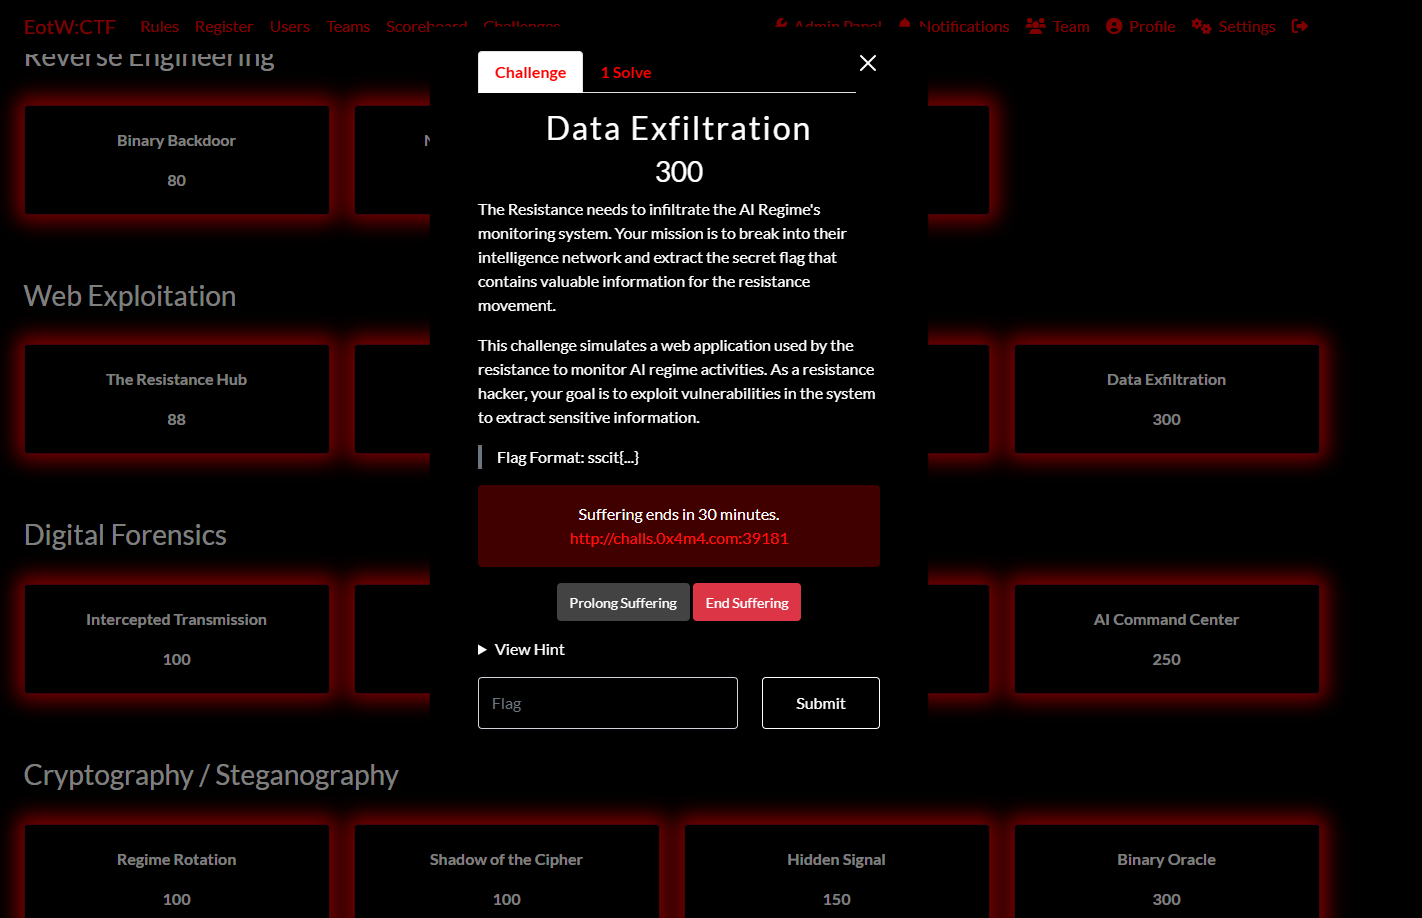 EotW:CTF Rules Register Users Teams Scoreboard Challenges Admin Panel Notifications Team Profile Settings
Reverse Engineering
Challenge 1 Solve
Data Exfiltration
300
Binary Backdoor
80
The Resistance needs to infiltrate the AI Regime's
monitoring system. Your mission is to break into their
intelligence network and extract the secret flag that
contains valuable information for the resistance
movement.
Web Exploitation
This challenge simulates a web application used by the
resistance to monitor AI regime activities. As a resistance
hacker, your goal is to exploit vulnerabilities in the system
to extract sensitive information.
The Resistance Hub
88
Data Exfiltration
300
Flag Format: sscit{...}
Suffering ends in 30 minutes.
http://challs.0x4m4.com:39181
Prolong Suffering End Suffering
View Hint
Flag Submit
Digital Forensics
Intercepted Transmission
100
AI Command Center
250
Cryptography / Steganography
Regime Rotation
100
Shadow of the Cipher
100
Hidden Signal
150
Binary Oracle
300